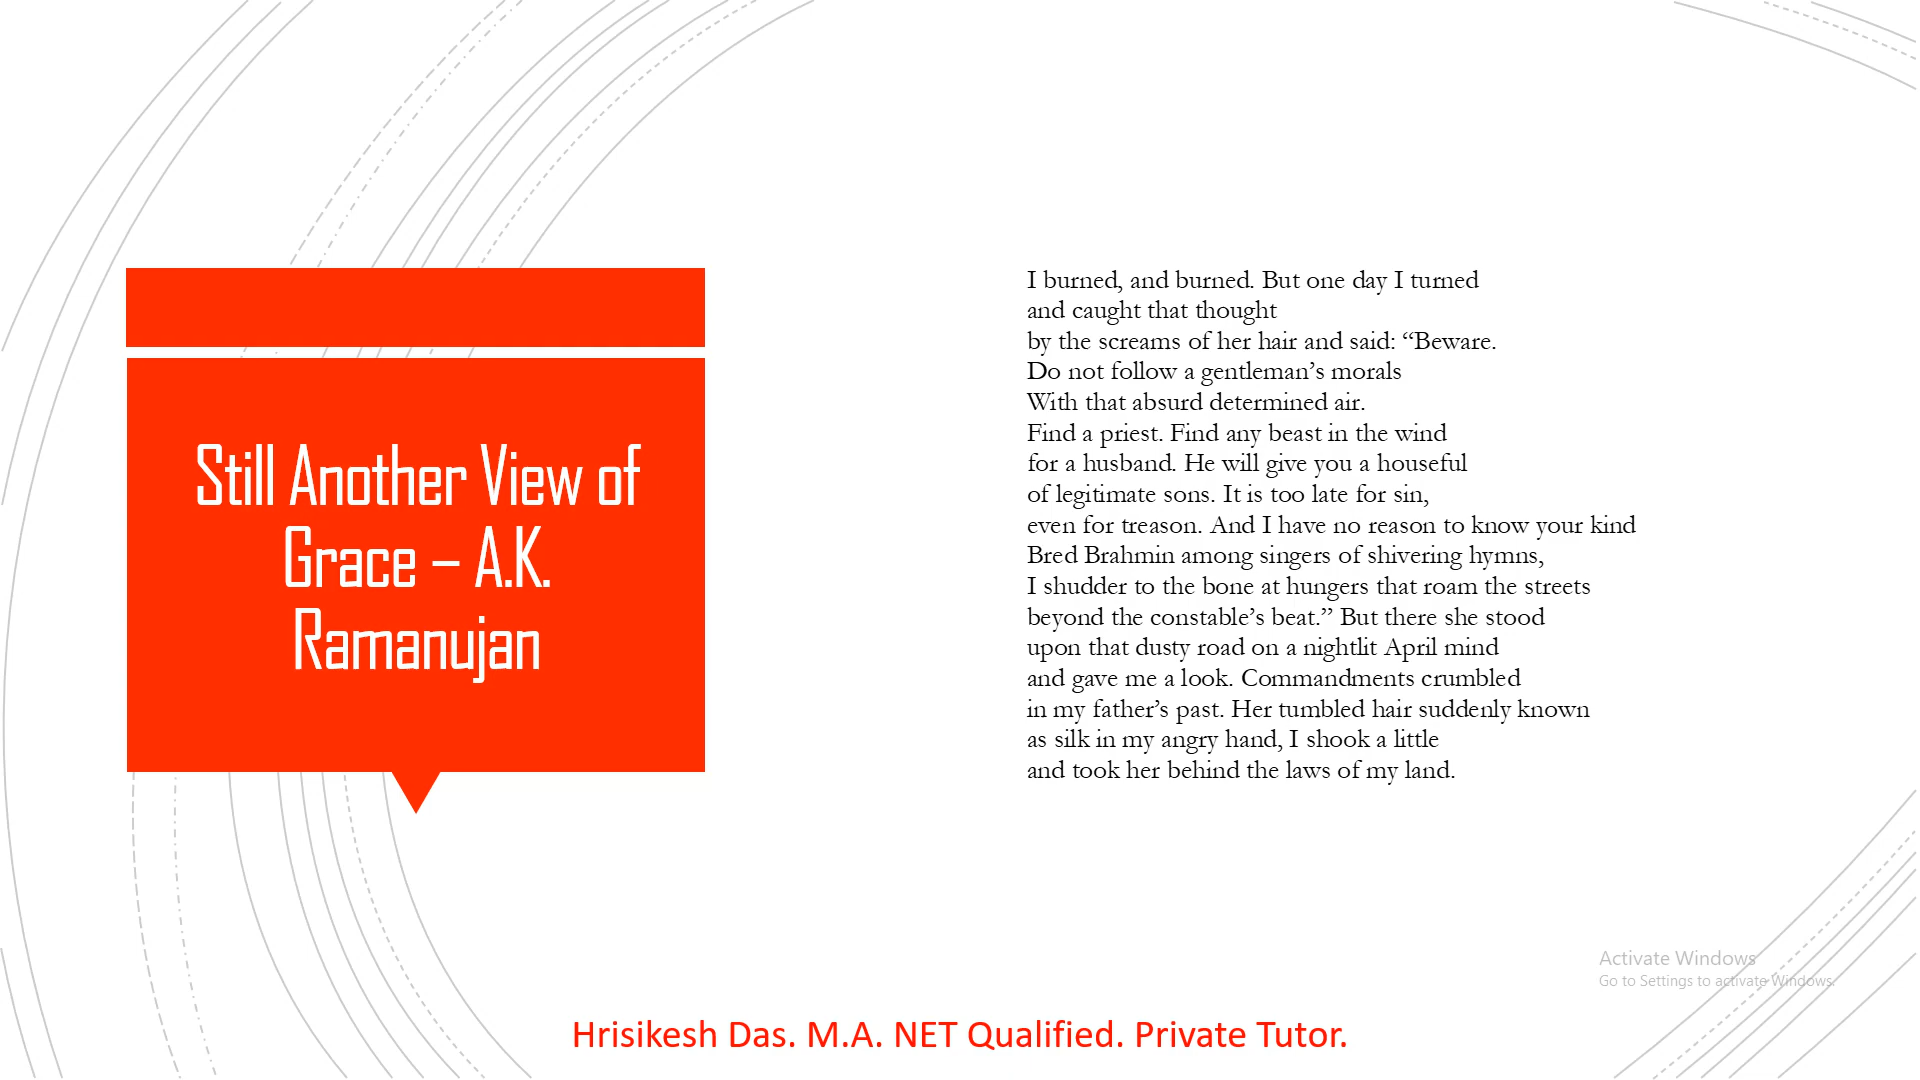 Still Another View of
Grace – A.K.
Ramanujan
I burned, and burned. But one day I turned
and caught that thought
by the screams of her hair and said: “Beware.
Do not follow a gentleman’s morals
With that absurd determined air.
Find a priest. Find any beast in the wind
for a husband. He will give you a houseful
of legitimate sons. It is too late for sin,
even for treason. And I have no reason to know your kind
Bred Brahmin among singers of shivering hymns,
I shudder to the bone at hungers that roam the streets
beyond the constable’s beat.” But there she stood
upon that dusty road on a nightlit April mind
and gave me a look. Commandments crumbled
in my father’s past. Her tumbled hair suddenly known
as silk in my angry hand, I shook a little
and took her behind the laws of my land.
Activate Windows
Go to Settings to activate Windows.
Hrisikesh Das. M.A. NET Qualified. Private Tutor.